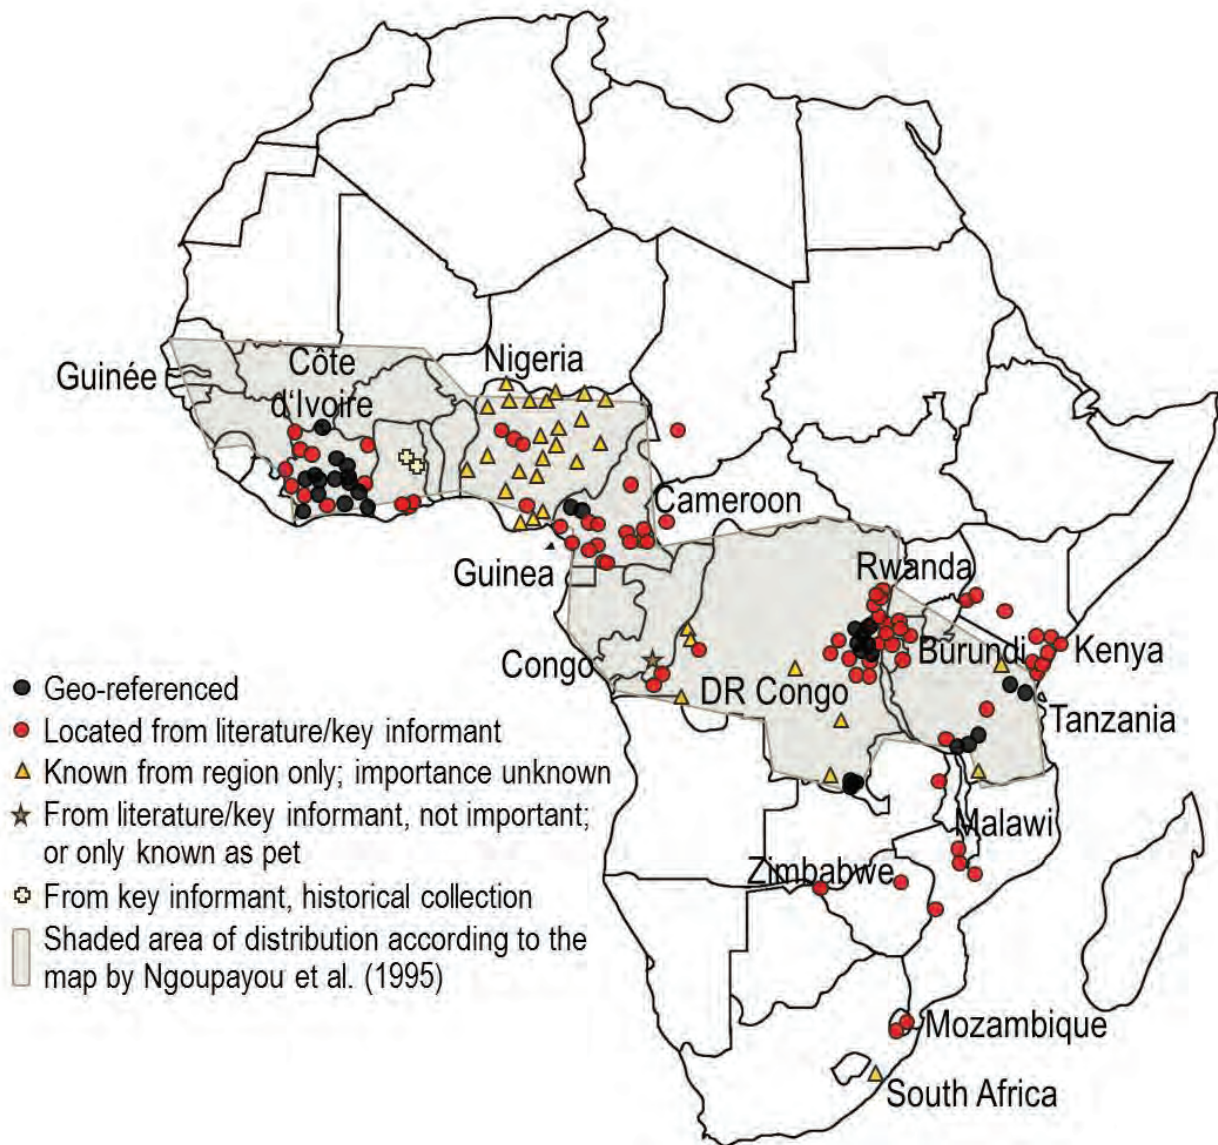 Côte
d'Ivoire
Nigeria
Guinée
Cameroon
Guinea
Rwanda
Congo
Burundi
Kenya
DR Congo
Tanzania
Malawi
Zimbabwe
Mozambique
South Africa
Geo-referenced
Located from literature/key informant
Known from region only; importance unknown
From literature/key informant, not important;
or only known as pet
From key informant, historical collection
Shaded area of distribution according to the
map by Ngoupayou et al. (1995)